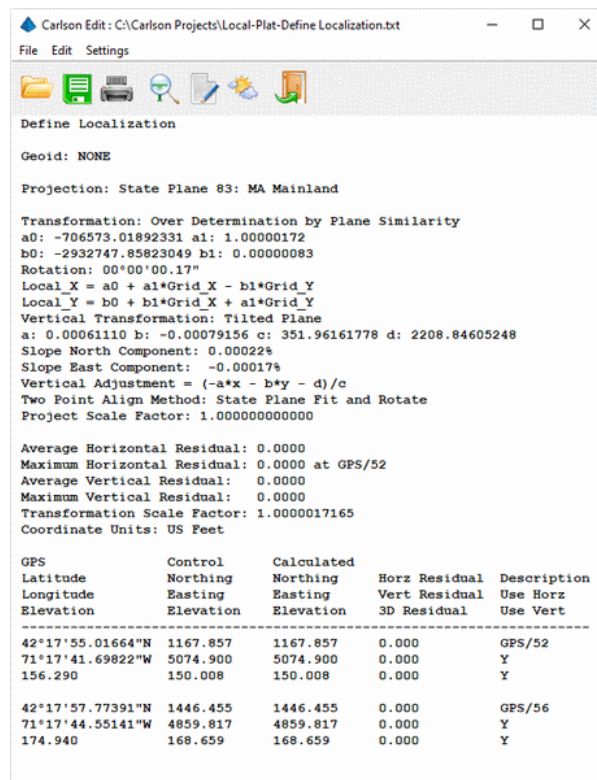 Carlson Edit : C:\Carlson Projects\Local-Plat-Define Localization.txt
File Edit Settings
Define Localization
Geoid: NONE
Projection: State Plane 83: MA Mainland
Transformation: Over Determination by Plane Similarity
a0: -706573.01892331 a1: 1.00000172
b0: -2932747.85823049 b1: 0.00000083
Rotation: 00°00'00.17"
Local_X = a0 + a1*Grid_X - b1*Grid_Y
Local_Y = b0 + b1*Grid_X + a1*Grid_Y
Vertical Transformation: Tilted Plane
a: 0.00061110 b: -0.00079156 c: 351.96161778 d: 2208.84605248
Slope North Component: 0.00022%
Slope East Component: -0.00017%
Vertical Adjustment = (-a*x - b*y - d)/c
Two Point Align Method: State Plane Fit and Rotate
Project Scale Factor: 1.000000000000
Average Horizontal Residual: 0.0000
Maximum Horizontal Residual: 0.0000 at GPS/52
Average Vertical Residual: 0.0000
Maximum Vertical Residual: 0.0000
Transformation Scale Factor: 1.0000017165
Coordinate Units: US Feet
GPS Control Calculated
Latitude Northing Northing Horz Residual Description
Longitude Easting Easting Vert Residual Use Horz
Elevation Elevation Elevation 3D Residual Use Vert
42°17'55.01664"N 1167.857 1167.857 0.000 GPS/52
71°17'41.69822"W 5074.900 5074.900 0.000 Y
156.290 150.008 150.008 0.000 Y
42°17'57.77391"N 1446.455 1446.455 0.000 GPS/56
71°17'44.55141"W 4859.817 4859.817 0.000 Y
174.940 168.659 168.659 0.000 Y